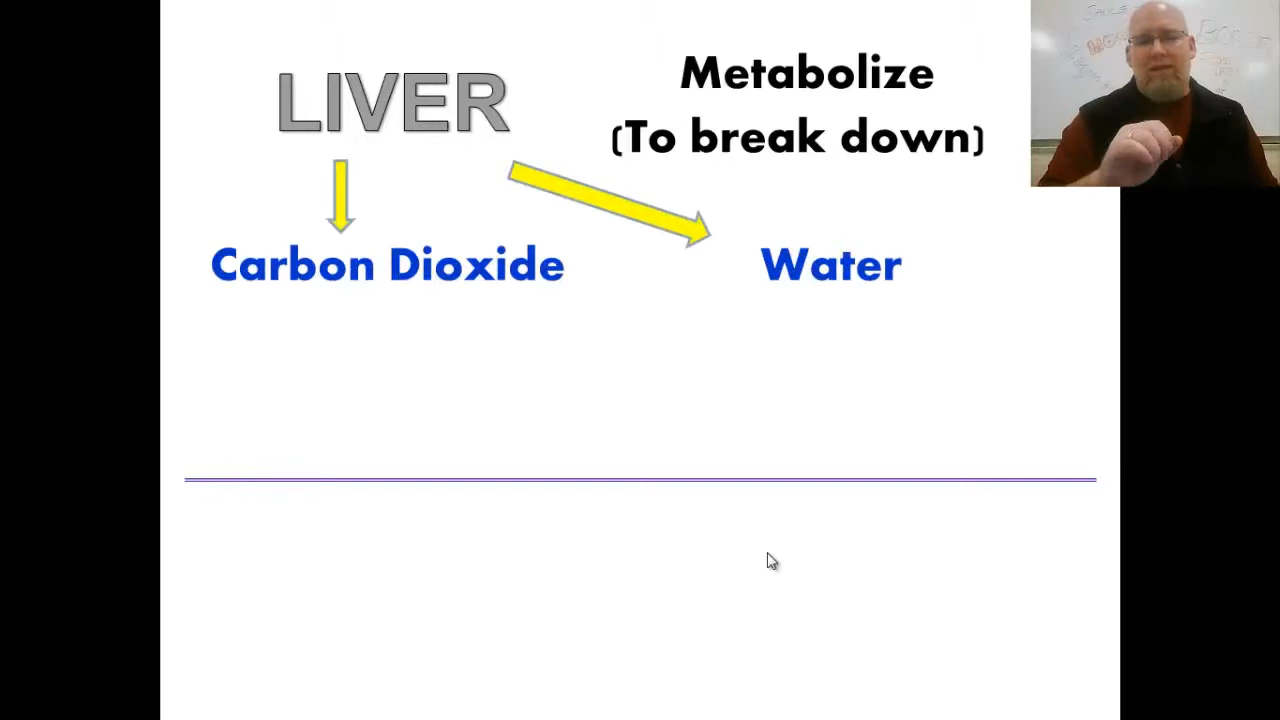 LIVER
Metabolize
(To break down)
Carbon Dioxide
Water